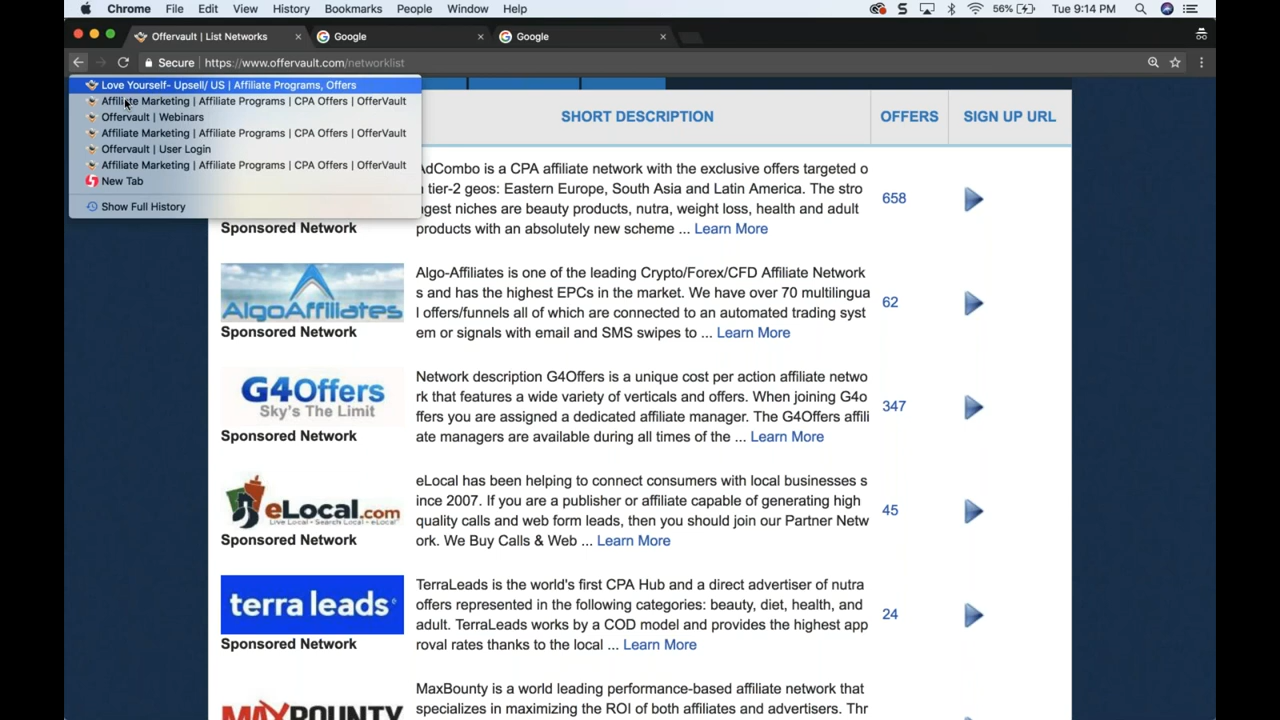 Chrome File Edit View History Bookmarks People Window Help 56% Tue 9:14 PM
Offervault | List Networks Google Google
Secure https://www.offervault.com/networklist
Love Yourself- Upsell/ US | Affiliate Programs, Offers
Affiliate Marketing | Affiliate Programs | CPA Offers | OfferVault
Offervault | Webinars
Affiliate Marketing | Affiliate Programs | CPA Offers | OfferVault
Offervault | User Login
Affiliate Marketing | Affiliate Programs | CPA Offers | OfferVault
New Tab
Show Full History
SHORT DESCRIPTION OFFERS SIGN UP URL
AdCombo is a CPA affiliate network with the exclusive offers targeted o
n tier-2 geos: Eastern Europe, South Asia and Latin America. The stro
ngest niches are beauty products, nutra, weight loss, health and adult
products with an absolutely new scheme ... Learn More
658
Sponsored Network
AlgoAffiliates
Sponsored Network
Algo-Affiliates is one of the leading Crypto/Forex/CFD Affiliate Network
s and has the highest EPCs in the market. We have over 70 multilingua
l offers/funnels all of which are connected to an automated trading syst
em or signals with email and SMS swipes to ... Learn More
62
G4Offers
Sky's The Limit
Sponsored Network
Network description G4Offers is a unique cost per action affiliate netwo
rk that features a wide variety of verticals and offers. When joining G4o
ffers you are assigned a dedicated affiliate manager. The G4Offers affili
ate managers are available during all times of the ... Learn More
347
eLocal.com
Live Local - Search Local - eLocal
Sponsored Network
eLocal has been helping to connect consumers with local businesses s
ince 2007. If you are a publisher or affiliate capable of generating high
quality calls and web form leads, then you should join our Partner Netw
ork. We Buy Calls & Web ... Learn More
45
terra leads
Sponsored Network
TerraLeads is the world's first CPA Hub and a direct advertiser of nutra
offers represented in the following categories: beauty, diet, health, and
adult. TerraLeads works by a COD model and provides the highest app
roval rates thanks to the local ... Learn More
24
MAXBOUNTY
MaxBounty is a world leading performance-based affiliate network that
specializes in maximizing the ROI of both affiliates and advertisers. Thr